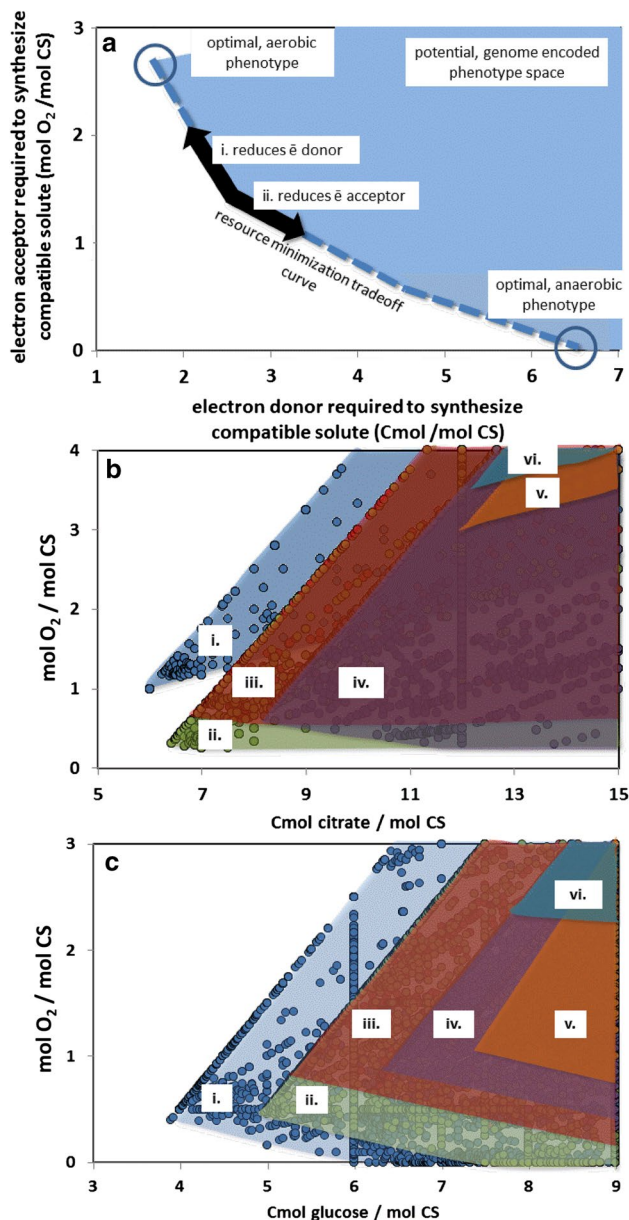 a
electron acceptor required to synthesize
compatible solute (mol O2 /mol CS)
3
2
1
0
optimal, aerobic
phenotype
potential, genome encoded
phenotype space
i. reduces ē donor
ii. reduces ē acceptor
resource minimization tradeoff
curve
optimal, anaerobic
phenotype
1 2 3 4 5 6 7
electron donor required to synthesize
compatible solute (Cmol /mol CS)
b
mol O2 / mol CS
4
3
2
1
0
vi.
v.
i.
iii.
iv.
ii.
5 7 9 11 13 15
Cmol citrate / mol CS
c
mol O2 / mol CS
3
2
1
0
vi.
iii.
iv.
v.
i.
ii.
3 4 5 6 7 8 9
Cmol glucose / mol CS